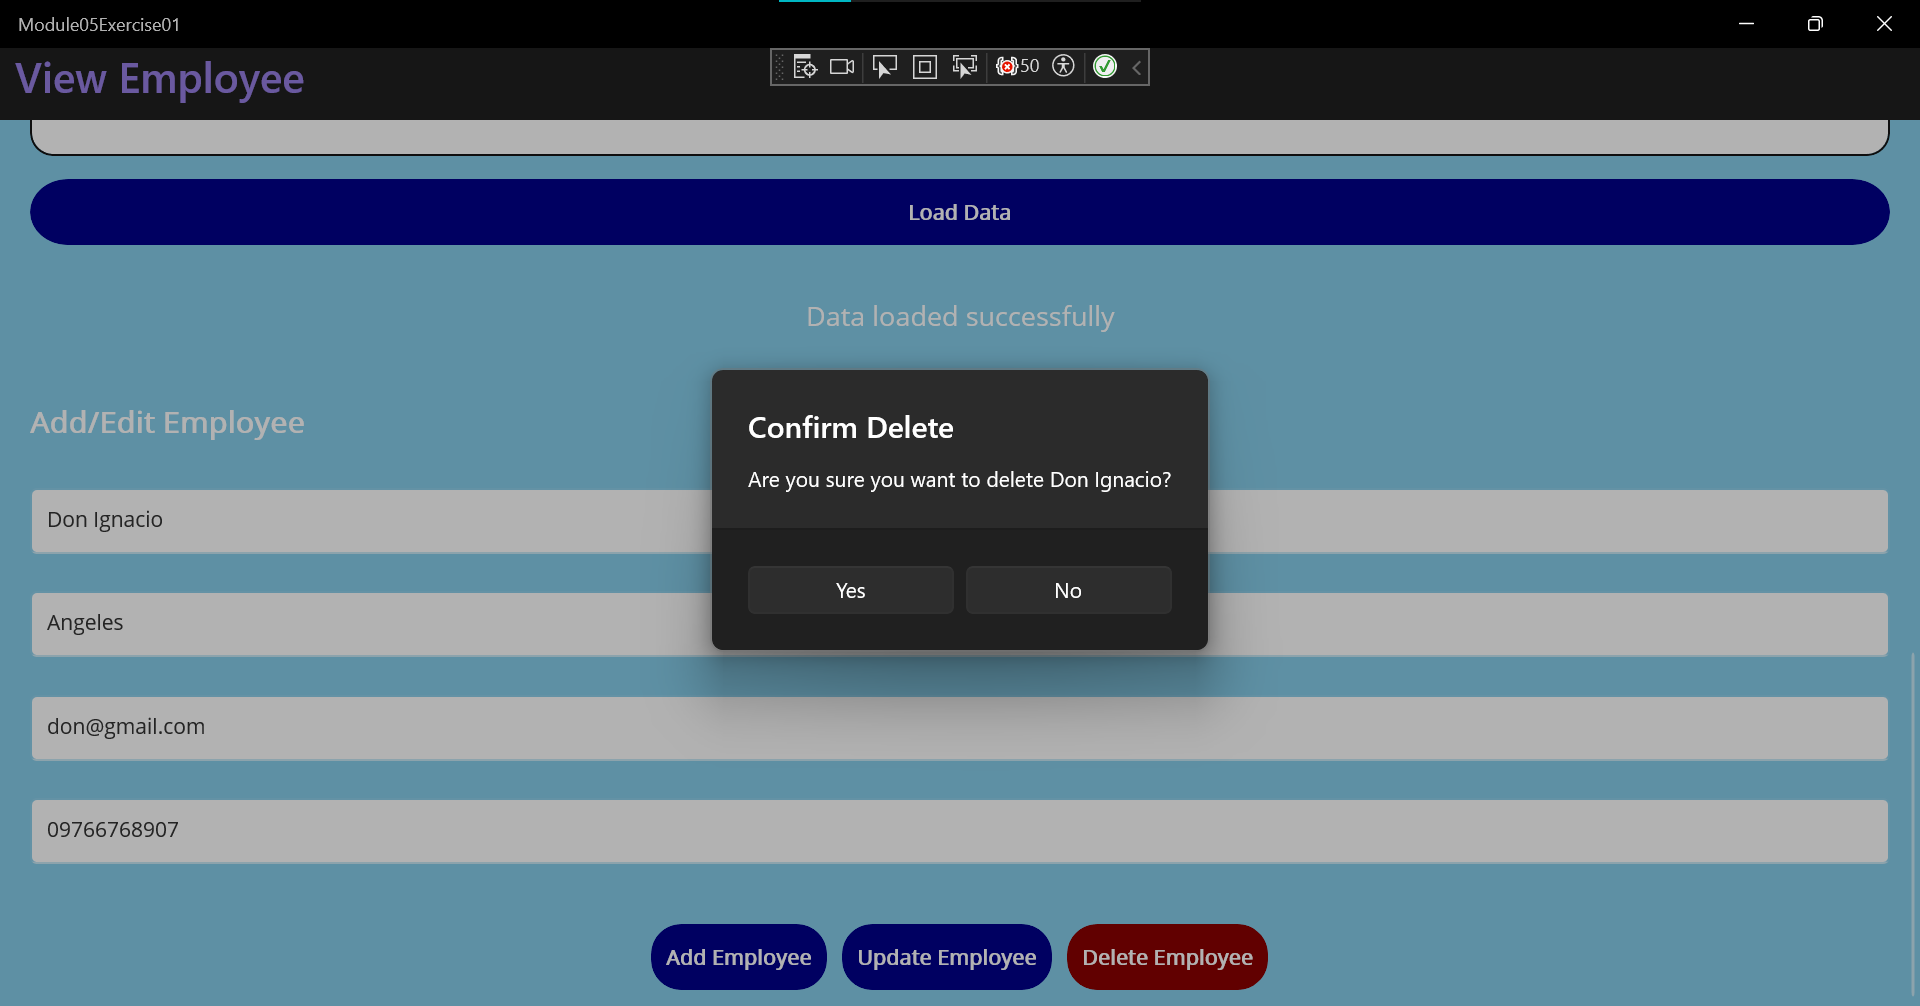 Module05Exercise01
View Employee
50
Load Data
Data loaded successfully
Add/Edit Employee
Confirm Delete
Are you sure you want to delete Don Ignacio?
Yes
No
Don Ignacio
Angeles
don@gmail.com
09766768907
Add Employee
Update Employee
Delete Employee